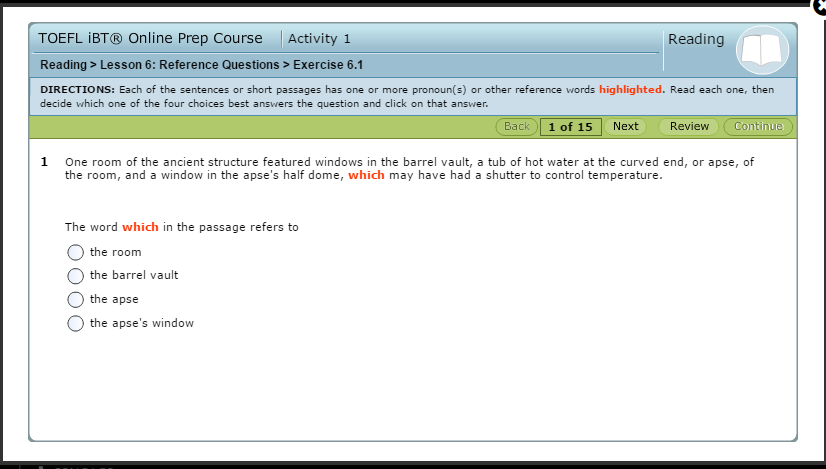 TOEFL iBT® Online Prep Course
Activity 1
Reading
Reading > Lesson 6: Reference Questions > Exercise 6.1
DIRECTIONS: Each of the sentences or short passages has one or more pronoun(s) or other reference words highlighted. Read each one, then
decide which one of the four choices best answers the question and click on that answer.
Back
1 of 15
Next
Review
Continue
1 One room of the ancient structure featured windows in the barrel vault, a tub of hot water at the curved end, or apse, of
the room, and a window in the apse's half dome, which may have had a shutter to control temperature.
The word which in the passage refers to
the room
the barrel vault
the apse
the apse's window